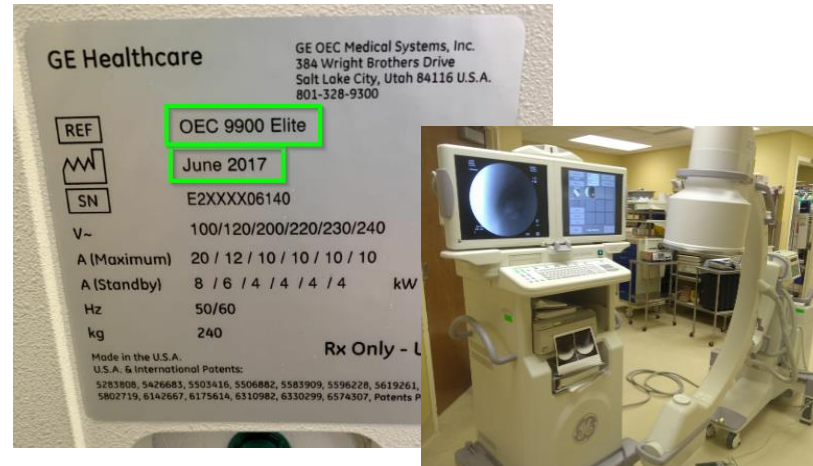 GE Healthcare
GE OEC Medical Systems, Inc.
384 Wright Brothers Drive
Salt Lake City, Utah 84116 U.S.A.
801-328-9300
REF OEC 9900 Elite
June 2017
SN E2XXXX06140
V~ 100/120/200/220/230/240
A (Maximum) 20 / 12 / 10 / 10 / 10 / 10
A (Standby) 8 / 6 / 4 / 4 / 4 / 4 kW
Hz 50/60
kg 240
Rx Only -
Made in the U.S.A.
U.S.A. & International Patents:
5283808, 5426683, 5503416, 5506882, 5583909, 5596228, 5619261,
5802719, 6142667, 6175614, 6310982, 6330299, 6574307, Patents